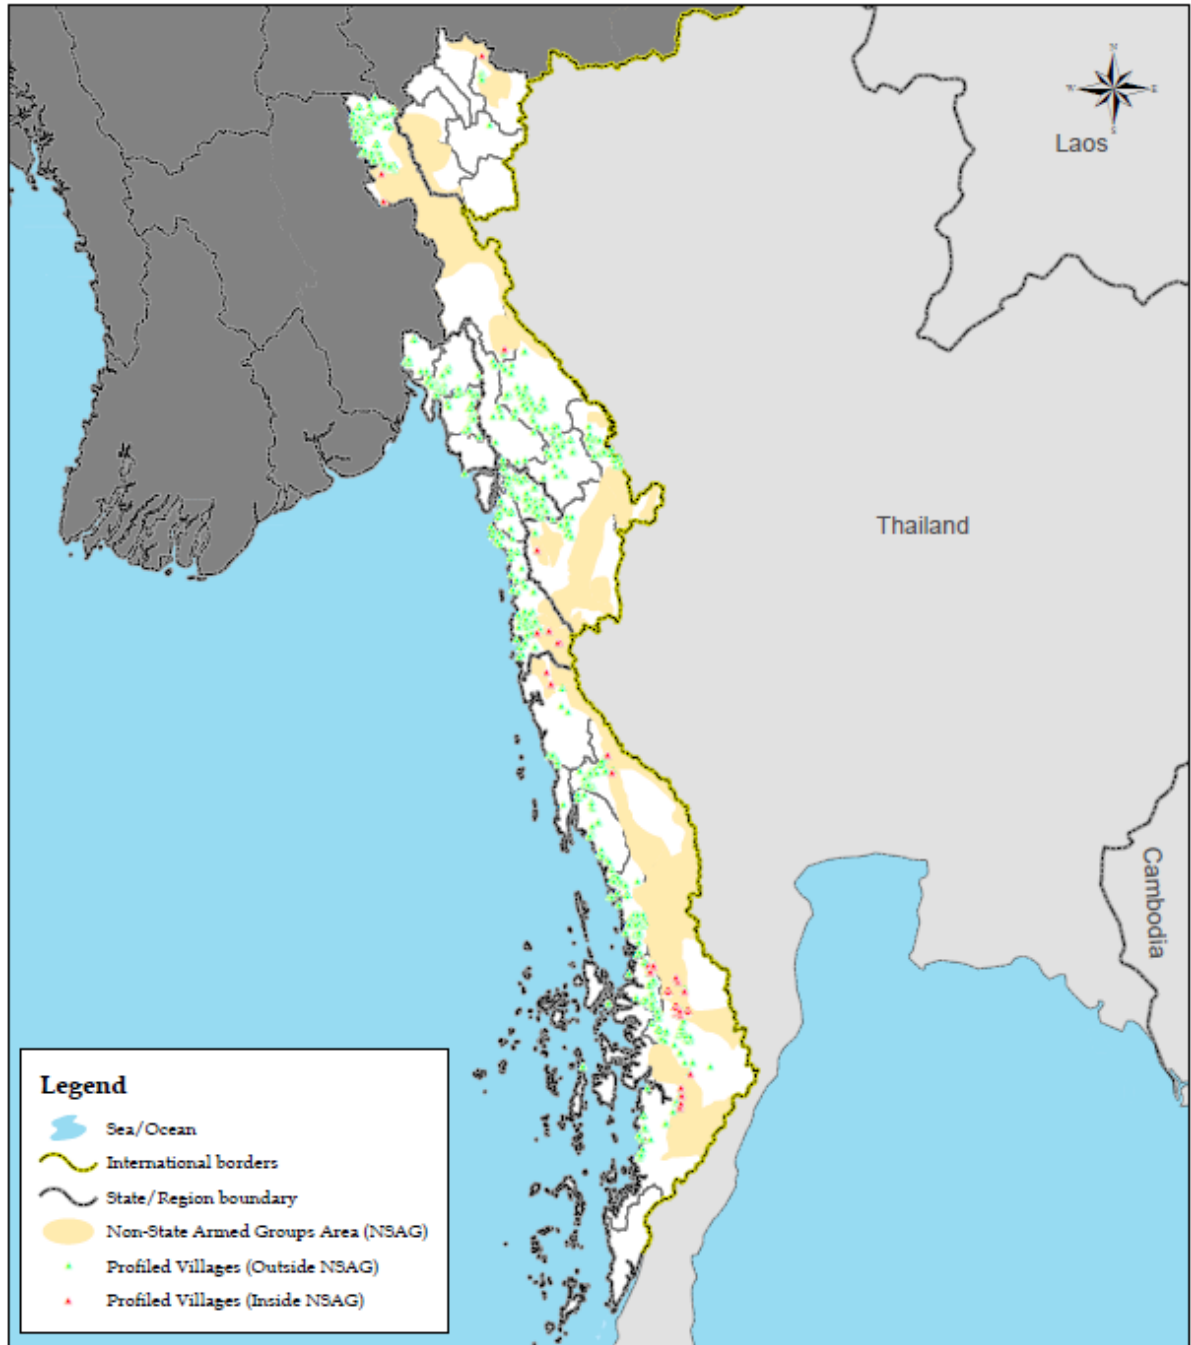 N
W
E
S
Laos
Thailand
Cambodia
Legend
Sea/Ocean
International borders
State/Region boundary
Non-State Armed Groups Area (NSAG)
Profiled Villages (Outside NSAG)
Profiled Villages (Inside NSAG)